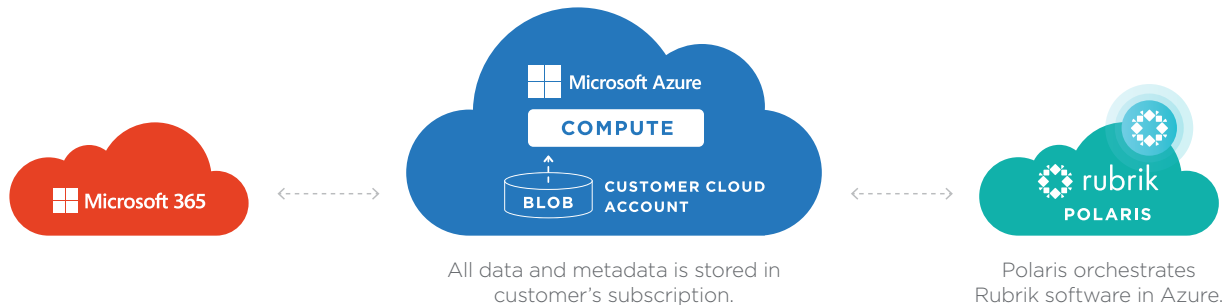 Microsoft 365
Microsoft Azure
COMPUTE
BLOB
CUSTOMER CLOUD
ACCOUNT
All data and metadata is stored in
customer's subscription.
rubrik
POLARIS
Polaris orchestrates
Rubrik software in Azure.